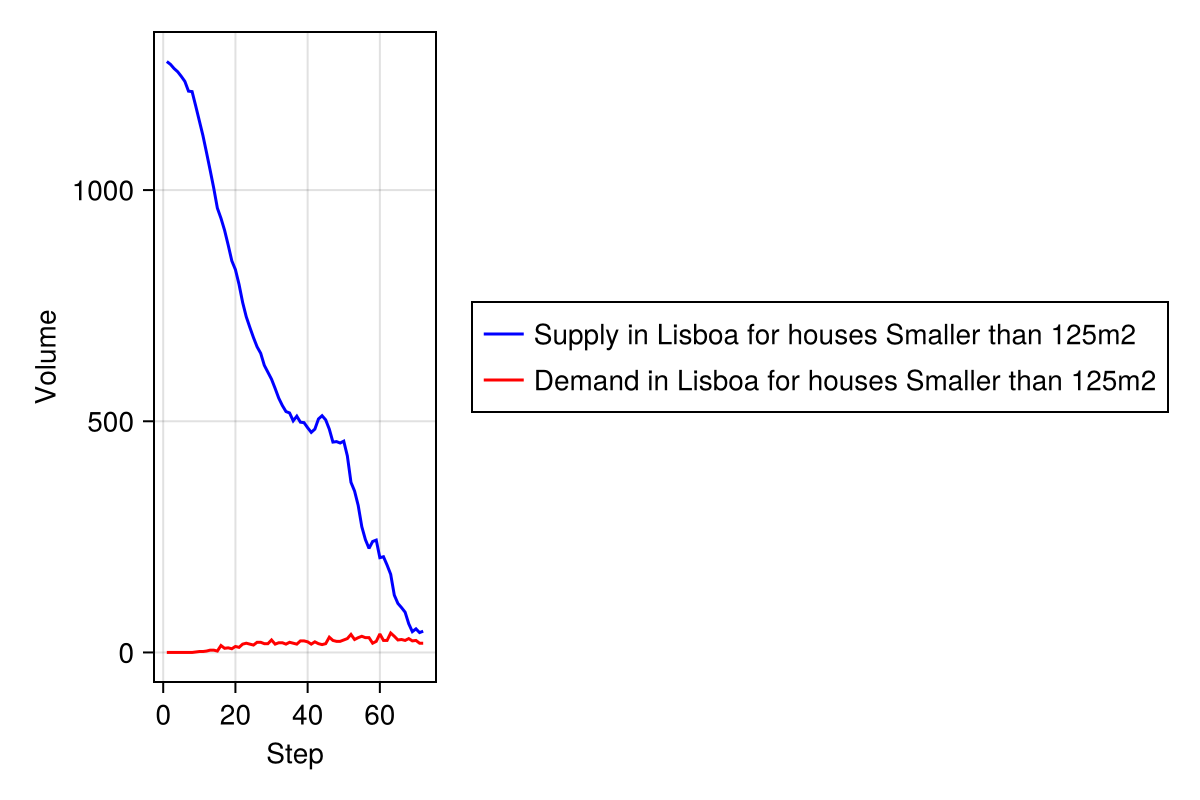 Volume
1000
500
0
0 20 40 60
Step
Supply in Lisboa for houses Smaller than 125m2
Demand in Lisboa for houses Smaller than 125m2